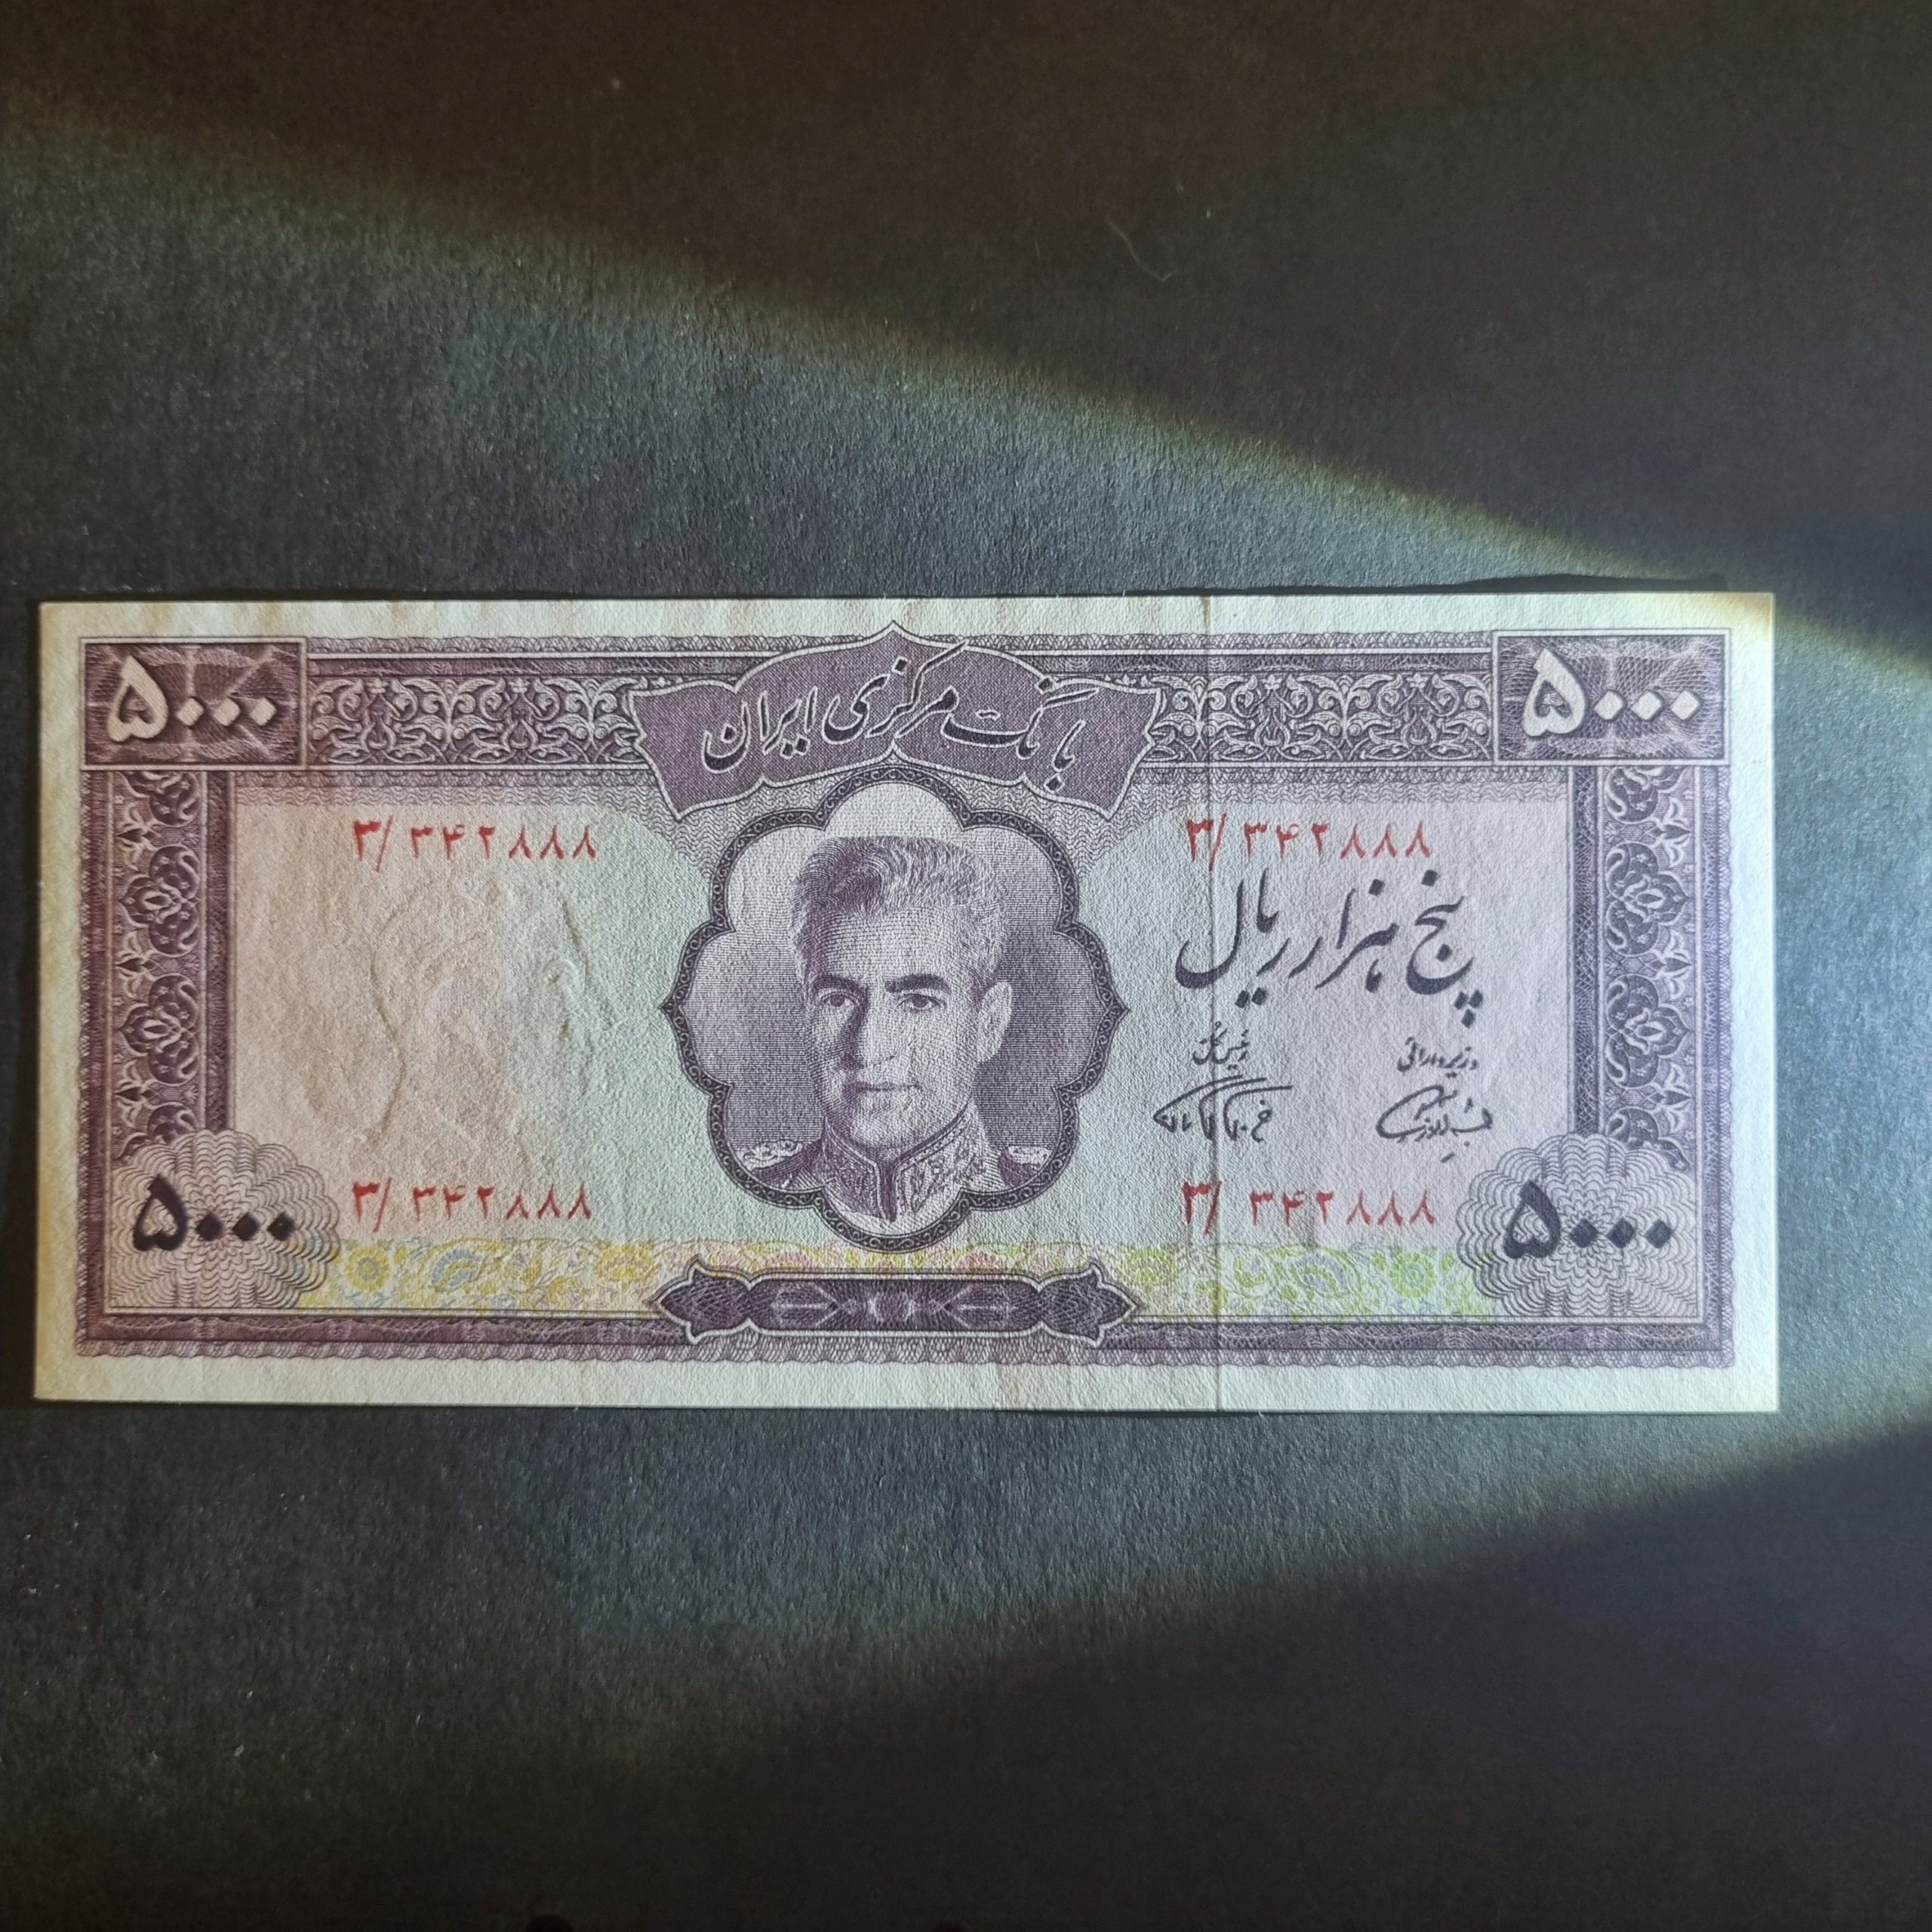 ۵۰۰۰
بانک مرکزی ایران
۵۰۰۰
۳/ ۳۴۲۸۸۸
۳/ ۳۴۲۸۸۸
پنج هزار ریال
وزیر دارائی
رئیس کل
۳/ ۳۴۲۸۸۸
۳/ ۳۴۲۸۸۸
۵۰۰۰
۵۰۰۰